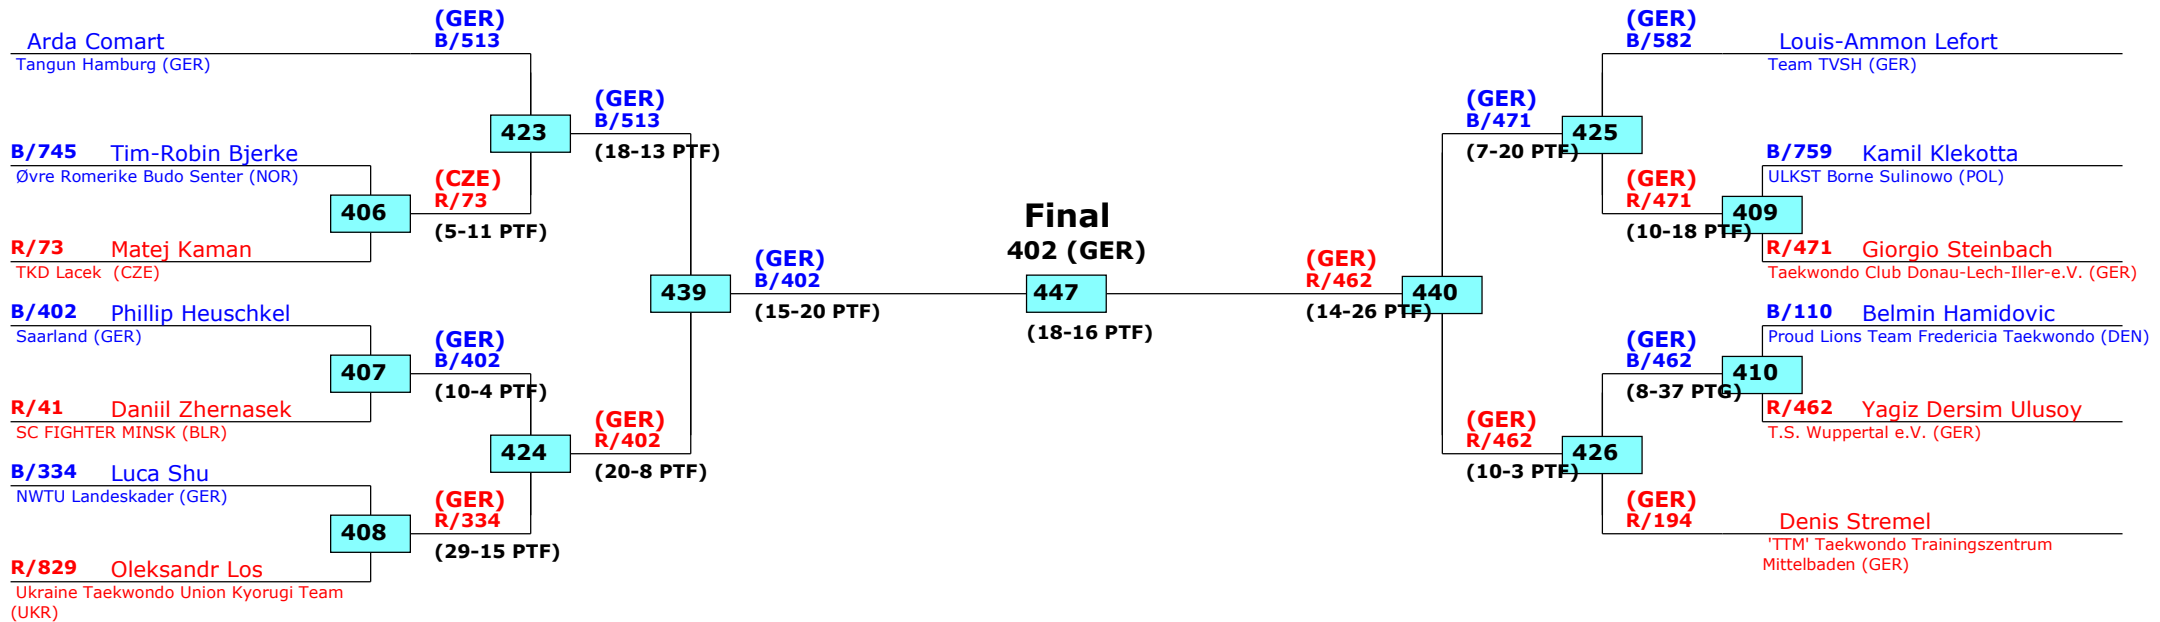 (GER)
B/513
Arda Comart
Tangun Hamburg (GER)
423
(GER)
B/513
(18-13 PTF)
B/745 Tim-Robin Bjerke
Øvre Romerike Budo Senter (NOR)
406
(CZE)
R/73
(5-11 PTF)
R/73 Matej Kaman
TKD Lacek (CZE)
439
(GER)
B/402
(15-20 PTF)
B/402 Phillip Heuschkel
Saarland (GER)
407
(GER)
B/402
(10-4 PTF)
R/41 Daniil Zhernasek
SC FIGHTER MINSK (BLR)
424
(GER)
R/402
(20-8 PTF)
B/334 Luca Shu
NWTU Landeskader (GER)
408
(GER)
R/334
(29-15 PTF)
R/829 Oleksandr Los
Ukraine Taekwondo Union Kyorugi Team
(UKR)
Final
402 (GER)
447
(18-16 PTF)
(GER)
R/462
440
(14-26 PTF)
(GER)
B/582
Louis-Ammon Lefort
Team TVSH (GER)
(GER)
B/471
425
(7-20 PTF)
B/759 Kamil Klekotta
ULKST Borne Sulinowo (POL)
(GER)
R/471
409
(10-18 PTF)
R/471 Giorgio Steinbach
Taekwondo Club Donau-Lech-Iller-e.V. (GER)
B/110 Belmin Hamidovic
Proud Lions Team Fredericia Taekwondo (DEN)
(GER)
B/462
410
(8-37 PTG)
R/462 Yagiz Dersim Ulusoy
T.S. Wuppertal e.V. (GER)
(GER)
R/462
426
(10-3 PTF)
(GER)
R/194
Denis Stremel
'TTM' Taekwondo Trainingszentrum
Mittelbaden (GER)